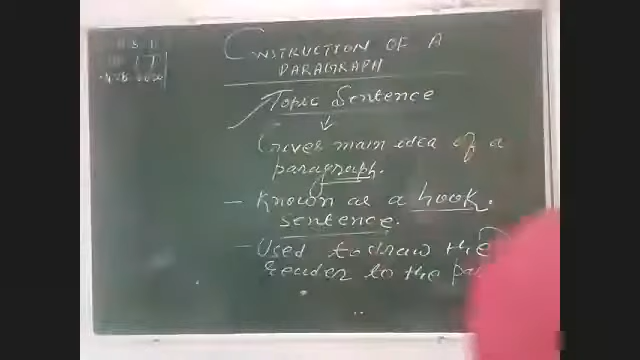 CONSTRUCTION OF A
PARAGRAPH
Topic Sentence
Gives main idea of a
paragraph.
- Known as a hook
sentence.
- Used to draw the
reader to the